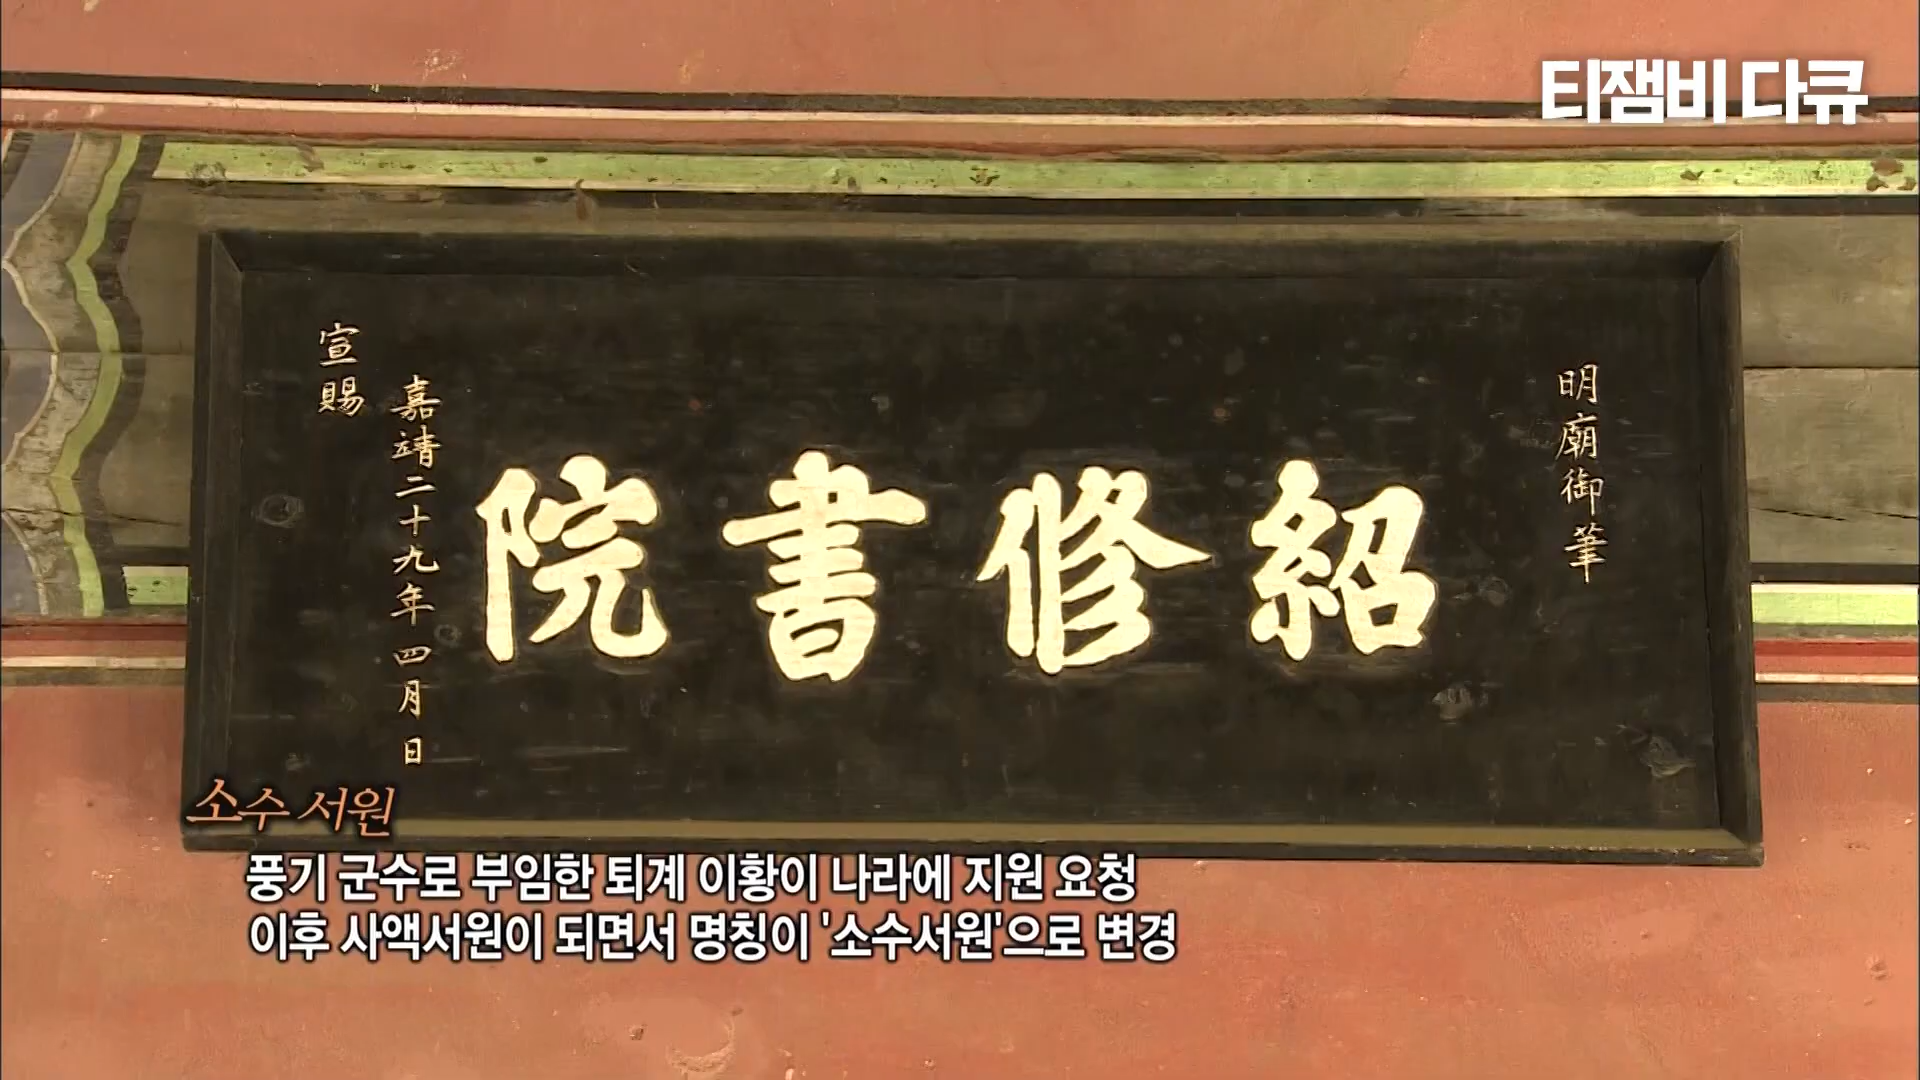 티잼비 다큐
明廟御筆
紹修書院
嘉靖二十九年四月日
宣賜
소수서원
풍기 군수로 부임한 퇴계 이황이 나라에 지원 요청
이후 사액서원이 되면서 명칭이 '소수서원'으로 변경